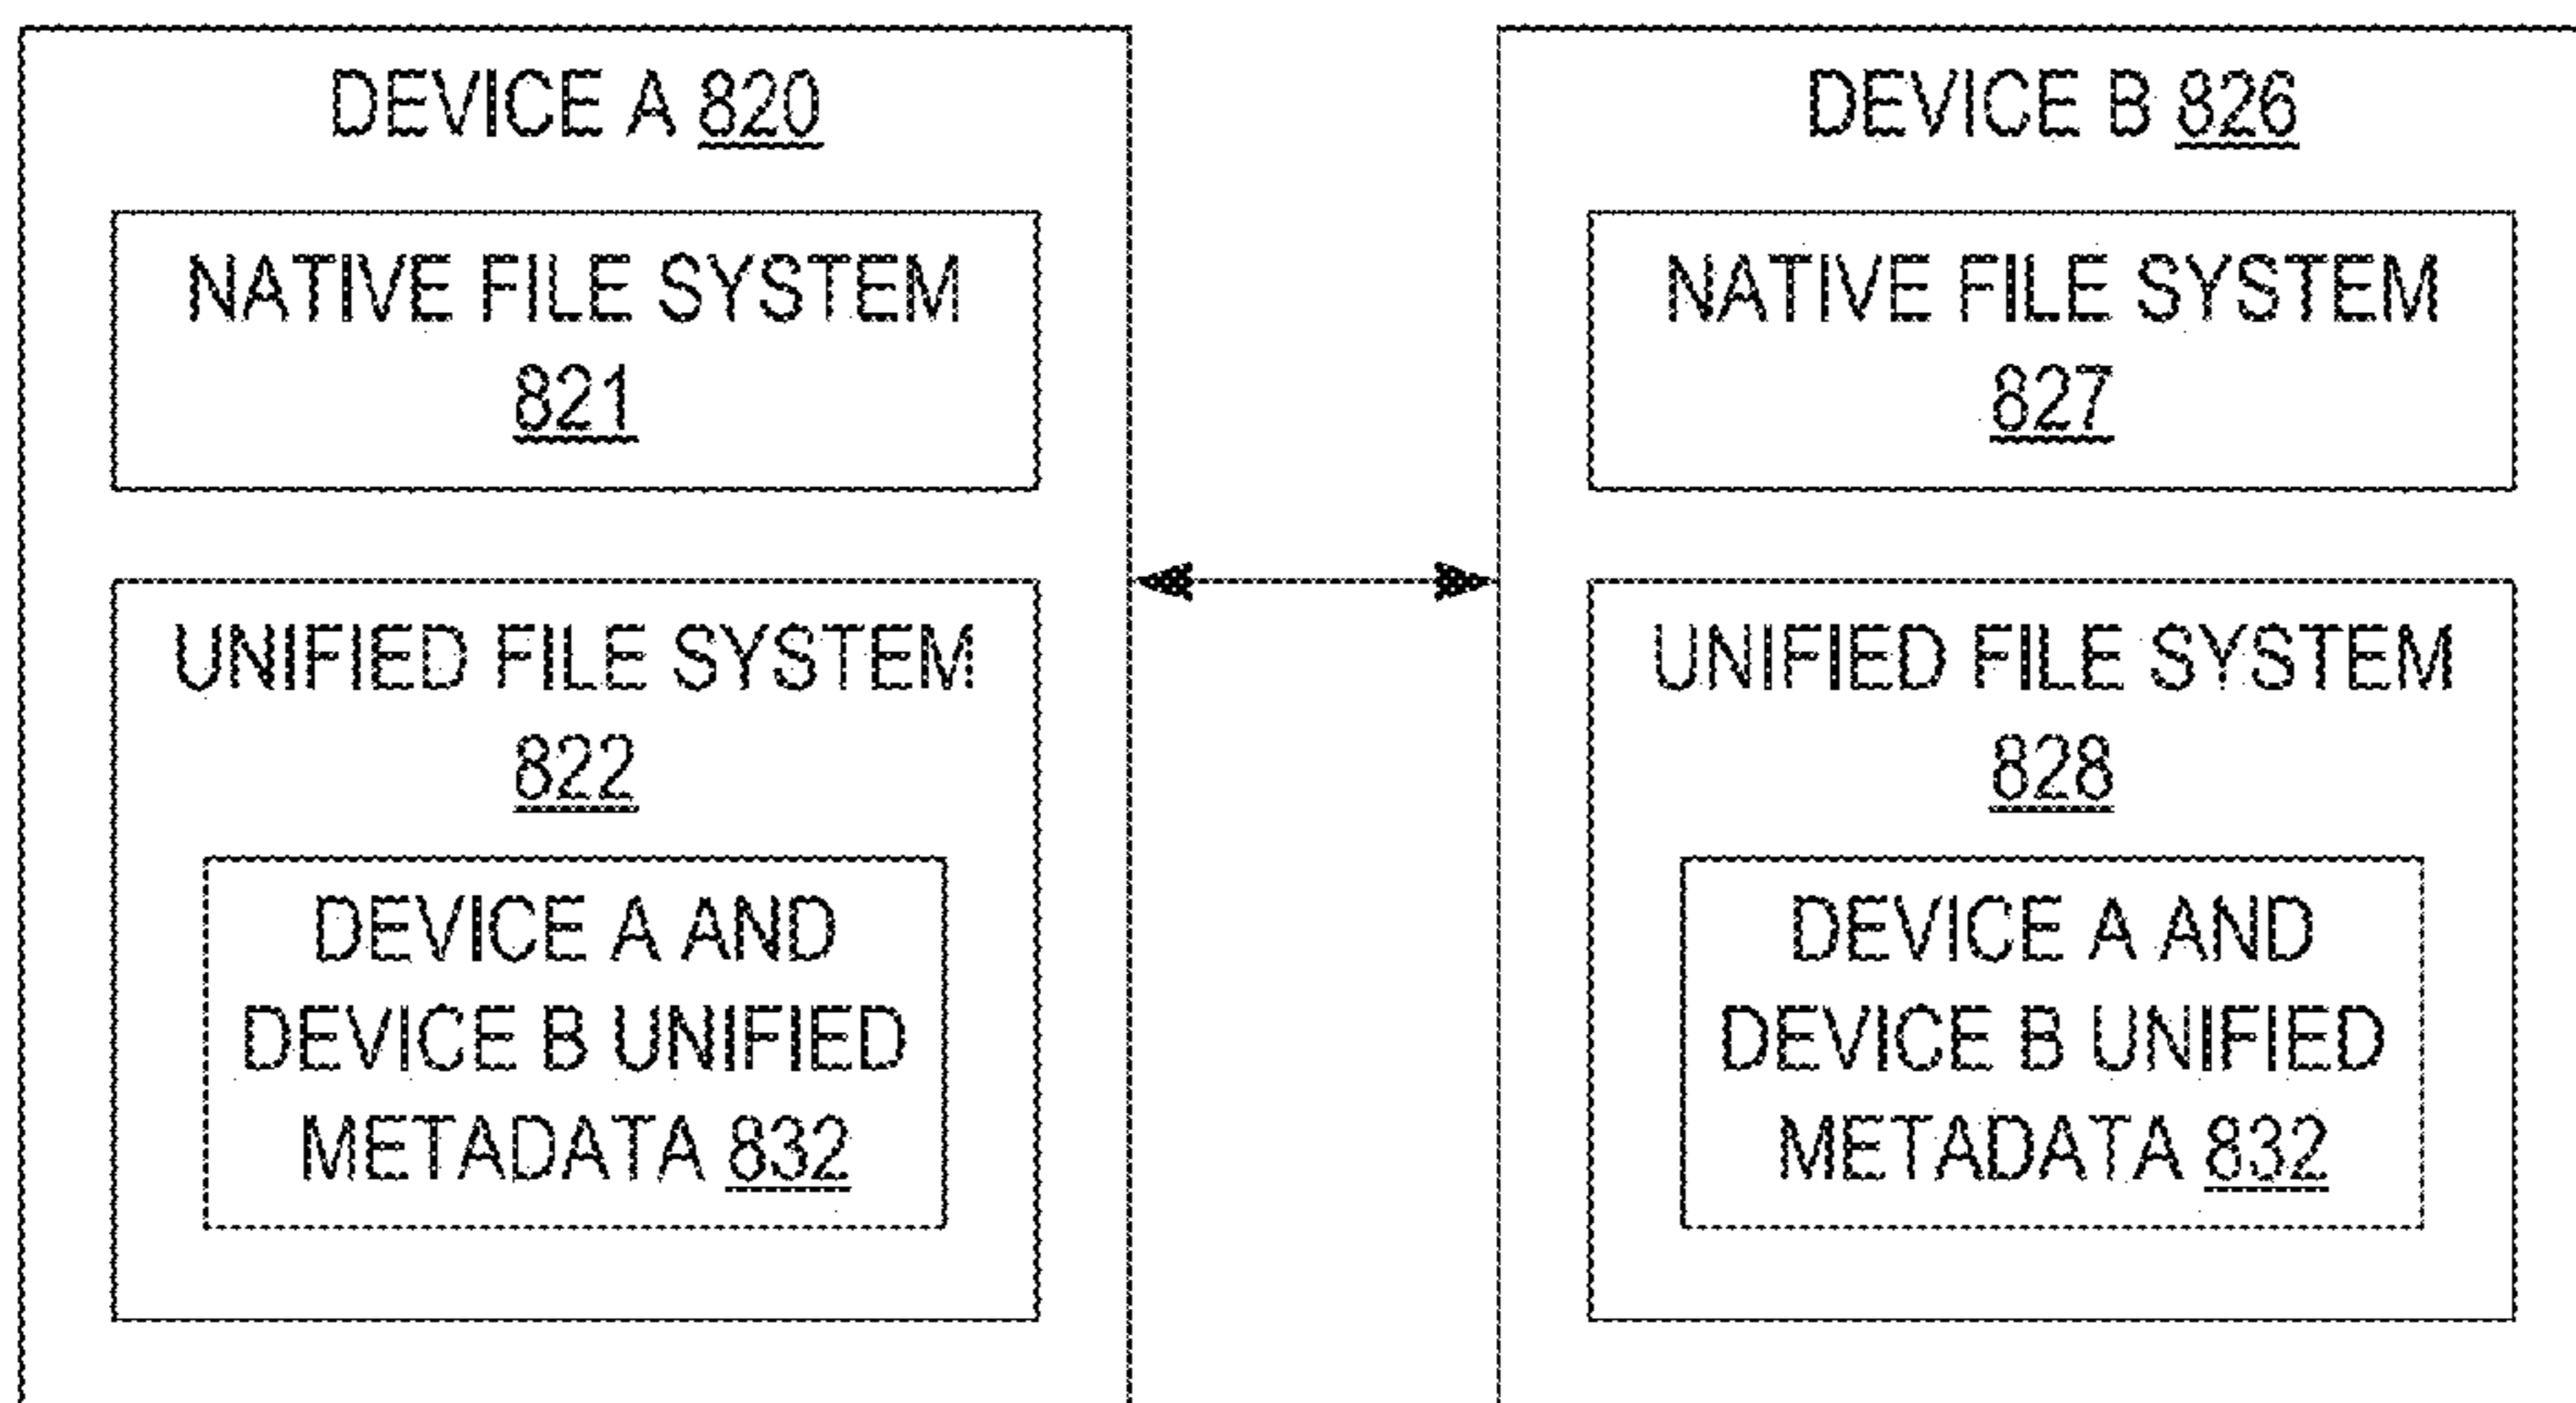 DEVICE A 820
NATIVE FILE SYSTEM
821
UNIFIED FILE SYSTEM
822
DEVICE A AND
DEVICE B UNIFIED
METADATA 832
DEVICE B 826
NATIVE FILE SYSTEM
827
UNIFIED FILE SYSTEM
828
DEVICE A AND
DEVICE B UNIFIED
METADATA 832